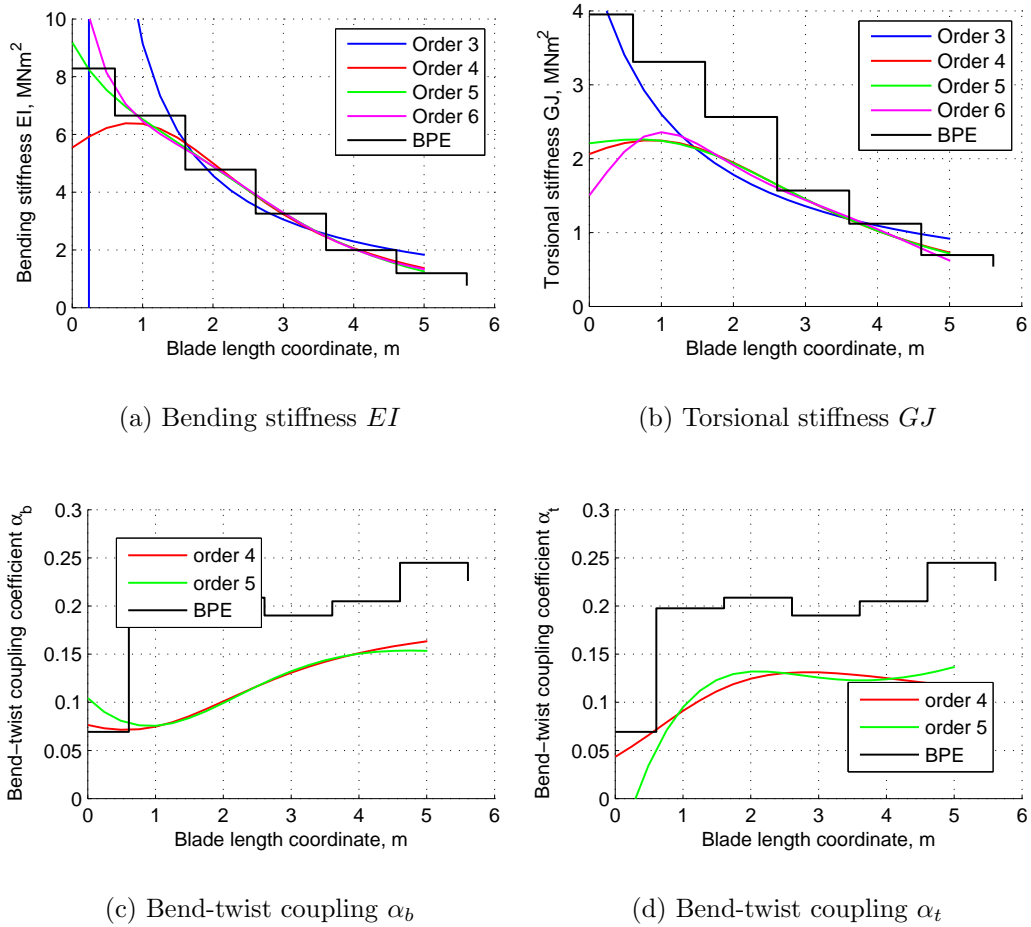 Bending stiffness EI, MNm²
10
8
6
4
2
0
0 1 2 3 4 5 6
Blade length coordinate, m
Order 3
Order 4
Order 5
Order 6
BPE
(a) Bending stiffness EI
Torsional stiffness GJ, MNm²
4
3
2
1
0
0 1 2 3 4 5 6
Blade length coordinate, m
Order 3
Order 4
Order 5
Order 6
BPE
(b) Torsional stiffness GJ
Bend−twist coupling coefficient α_b
0.3
0.25
0.2
0.15
0.1
0.05
0
0 1 2 3 4 5 6
Blade length coordinate, m
order 4
order 5
BPE
(c) Bend-twist coupling α_b
Bend−twist coupling coefficient α_t
0.3
0.25
0.2
0.15
0.1
0.05
0
0 1 2 3 4 5 6
Blade length coordinate, m
order 4
order 5
BPE
(d) Bend-twist coupling α_t